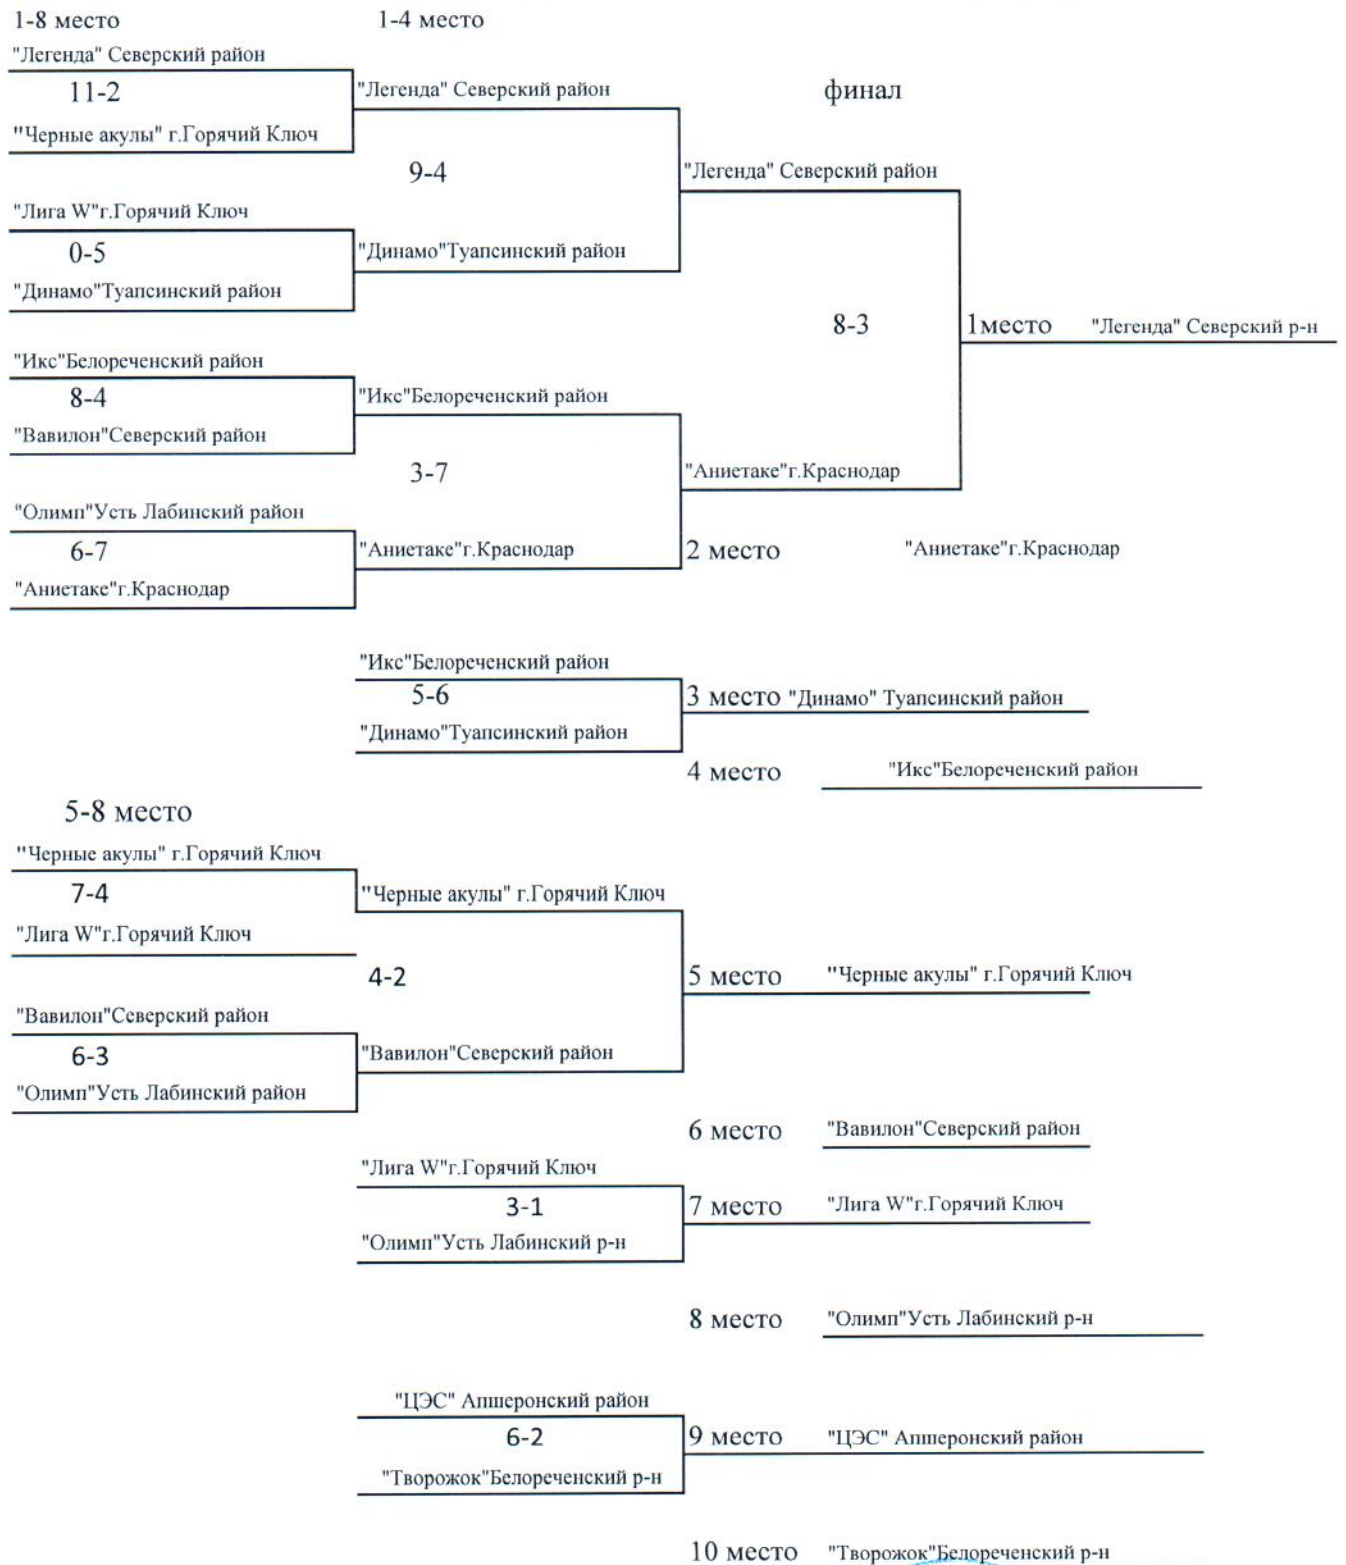 1-8 место
1-4 место
"Легенда" Северский район
11-2
"Легенда" Северский район
финал
"Черные акулы" г.Горячий Ключ
9-4
"Легенда" Северский район
"Лига W"г.Горячий Ключ
0-5
"Динамо"Туапсинский район
"Динамо"Туапсинский район
8-3
1место
"Легенда" Северский р-н
"Икс"Белореченский район
8-4
"Икс"Белореченский район
"Вавилон"Северский район
3-7
"Аниетаке"г.Краснодар
"Олимп"Усть Лабинский район
6-7
"Аниетаке"г.Краснодар
2 место
"Аниетаке"г.Краснодар
"Аниетаке"г.Краснодар
"Икс"Белореченский район
5-6
3 место "Динамо" Туапсинский район
"Динамо"Туапсинский район
4 место
"Икс"Белореченский район
5-8 место
"Черные акулы" г.Горячий Ключ
7-4
"Черные акулы" г.Горячий Ключ
"Лига W"г.Горячий Ключ
4-2
5 место
"Черные акулы" г.Горячий Ключ
"Вавилон"Северский район
6-3
"Вавилон"Северский район
"Олимп"Усть Лабинский район
6 место
"Вавилон"Северский район
"Лига W"г.Горячий Ключ
3-1
7 место
"Лига W"г.Горячий Ключ
"Олимп"Усть Лабинский р-н
8 место
"Олимп"Усть Лабинский р-н
"ЦЭС" Апшеронский район
6-2
9 место
"ЦЭС" Апшеронский район
"Творожок"Белореченский р-н
10 место
"Творожок"Белореченский р-н